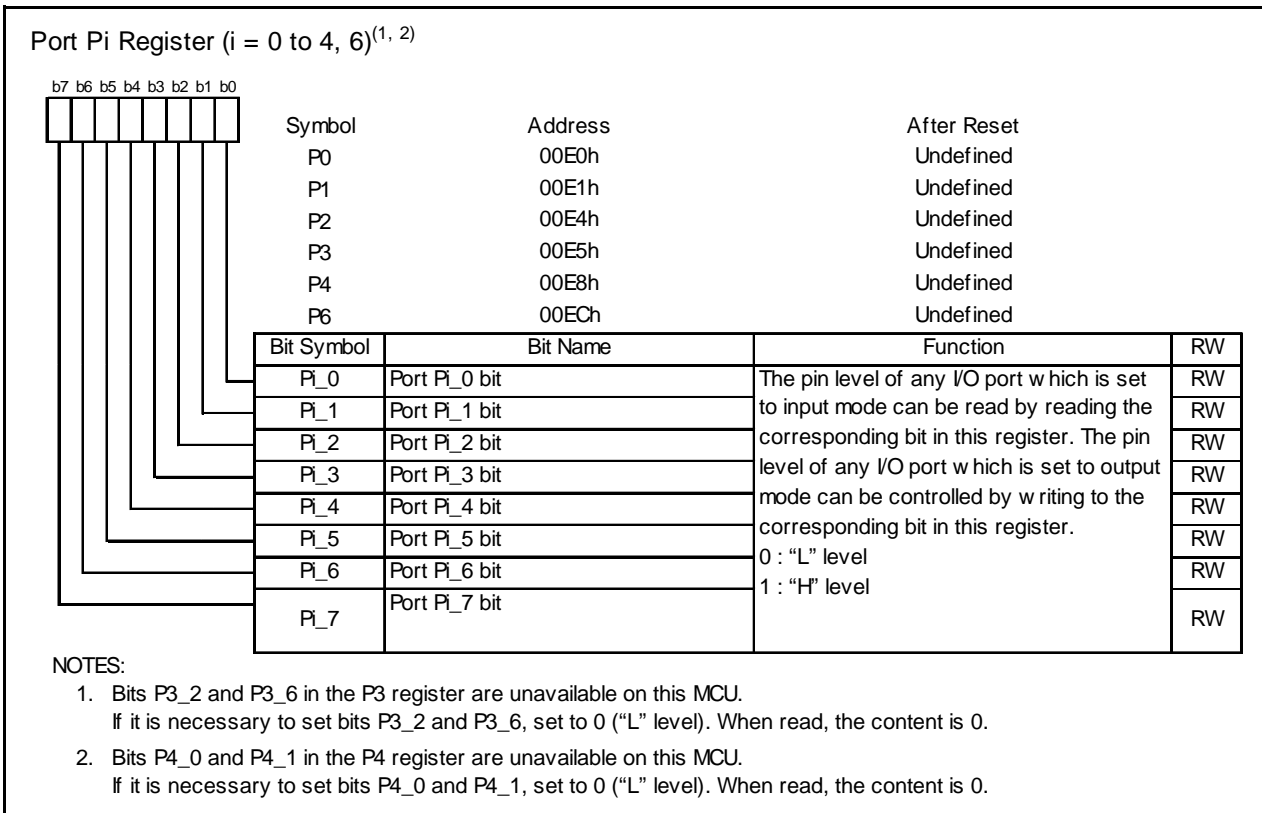 Port Pi Register (i = 0 to 4, 6)(1, 2)
b7 b6 b5 b4 b3 b2 b1 b0
Symbol Address After Reset
P0 00E0h Undefined
P1 00E1h Undefined
P2 00E4h Undefined
P3 00E5h Undefined
P4 00E8h Undefined
P6 00ECh Undefined
Bit Symbol Bit Name Function RW
Pi_0 Port Pi_0 bit The pin level of any I/O port which is set RW
Pi_1 Port Pi_1 bit to input mode can be read by reading the RW
Pi_2 Port Pi_2 bit corresponding bit in this register. The pin RW
Pi_3 Port Pi_3 bit level of any I/O port which is set to output RW
Pi_4 Port Pi_4 bit mode can be controlled by writing to the RW
Pi_5 Port Pi_5 bit corresponding bit in this register. RW
Pi_6 Port Pi_6 bit 0 : “L” level RW
Pi_7 Port Pi_7 bit 1 : “H” level RW
NOTES:
1. Bits P3_2 and P3_6 in the P3 register are unavailable on this MCU.
If it is necessary to set bits P3_2 and P3_6, set to 0 (“L” level). When read, the content is 0.
2. Bits P4_0 and P4_1 in the P4 register are unavailable on this MCU.
If it is necessary to set bits P4_0 and P4_1, set to 0 (“L” level). When read, the content is 0.